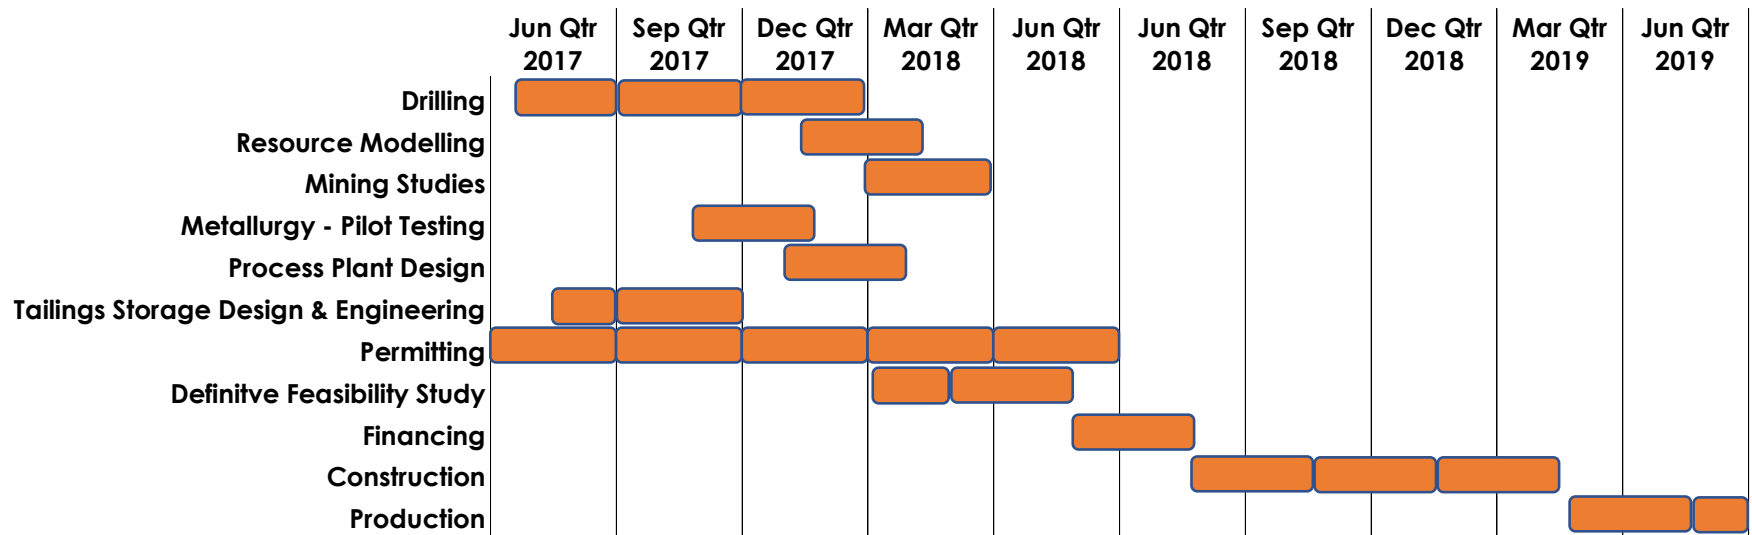 Jun Qtr Sep Qtr Dec Qtr Mar Qtr Jun Qtr Jun Qtr Sep Qtr Dec Qtr Mar Qtr Jun Qtr
2017 2017 2017 2018 2018 2018 2018 2018 2019 2019
Drilling
Resource Modelling
Mining Studies
Metallurgy - Pilot Testing
Process Plant Design
Tailings Storage Design & Engineering
Permitting
Definitve Feasibility Study
Financing
Construction
Production